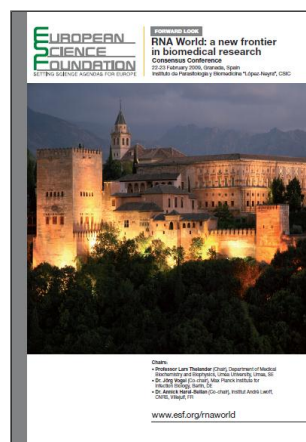 EUROPEAN
SCIENCE
FOUNDATION
SETTING SCIENCE AGENDAS FOR EUROPE
FORWARD LOOK
RNA World: a new frontier
in biomedical research
Consensus Conference
22-23 February 2009, Granada, Spain
Instituto de Parasitología y Biomedicina "López-Neyra", CSIC
Chairs:
• Professor Lars Thelander (Chair), Department of Medical
Biochemistry and Biophysics, Umea University, Umea, SE
• Dr. Jörg Vogel (Co-chair), Max Planck Institute for
Infection Biology, Berlin, DE
• Dr. Annick Harel-Bellan (Co-chair), Institut André Lwoff,
CNRS, Villejuif, FR
www.esf.org/rnaworld